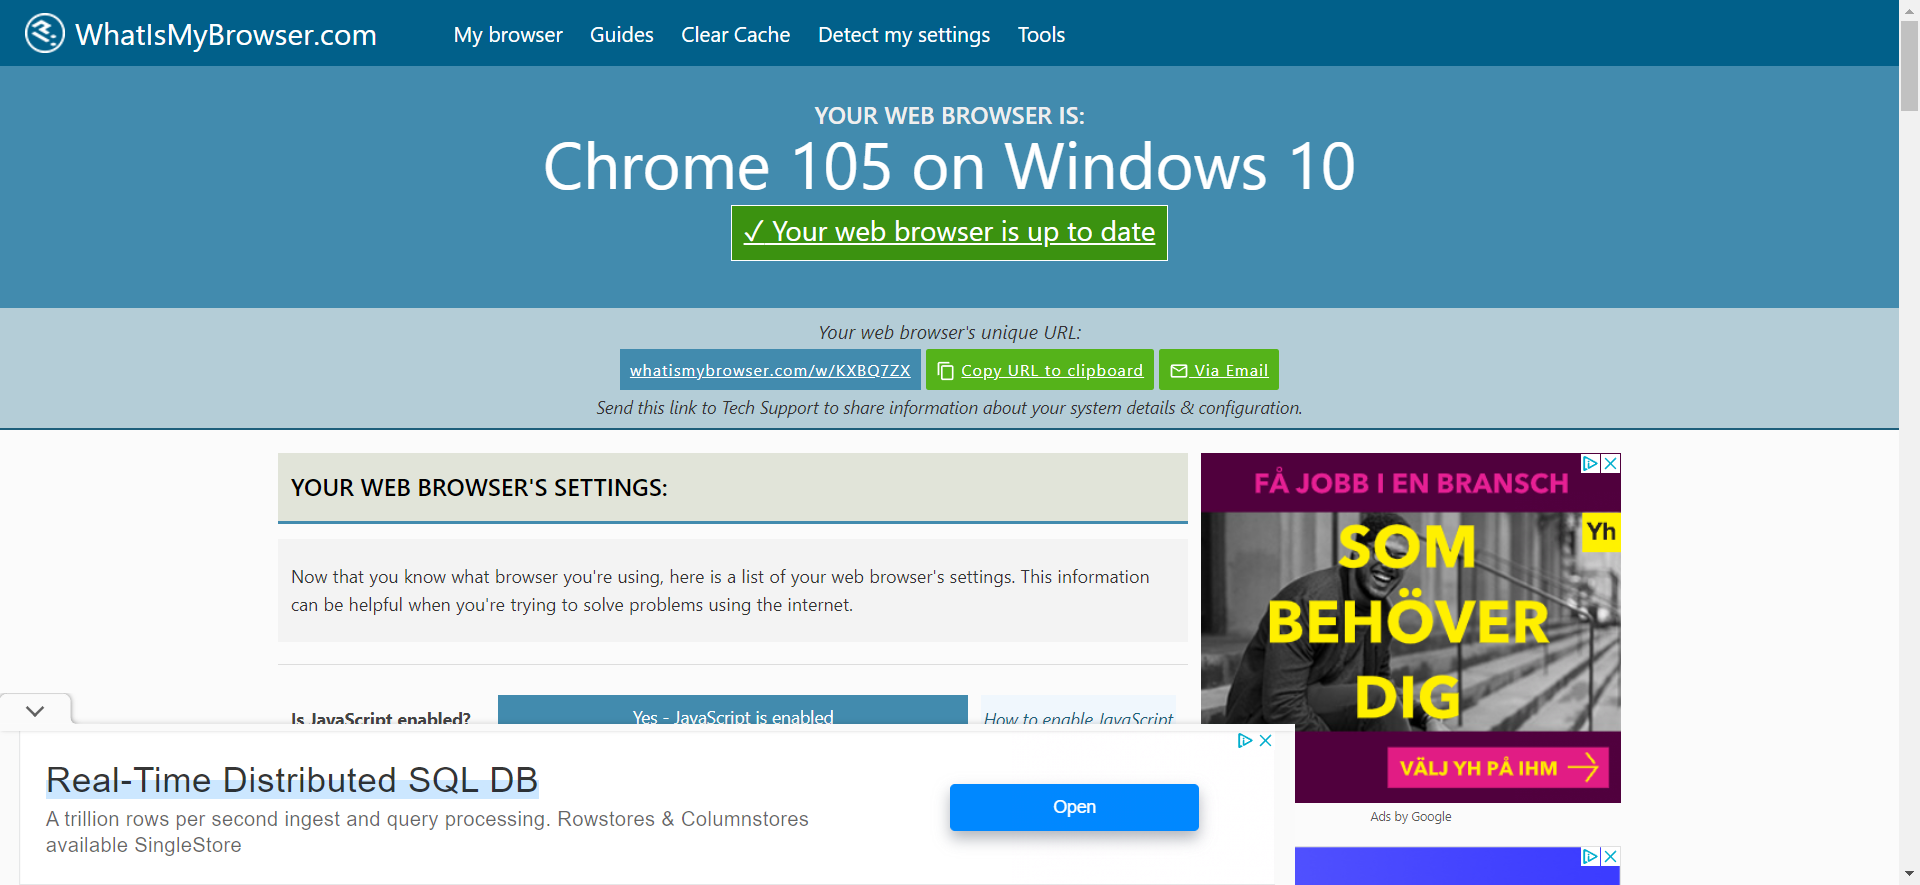 WhatIsMyBrowser.com
My browser Guides Clear Cache Detect my settings Tools
YOUR WEB BROWSER IS:
Chrome 105 on Windows 10
✓ Your web browser is up to date
Your web browser's unique URL:
whatismybrowser.com/w/KXBQ7ZX Copy URL to clipboard Via Email
Send this link to Tech Support to share information about your system details & configuration.
YOUR WEB BROWSER'S SETTINGS:
Now that you know what browser you're using, here is a list of your web browser's settings. This information
can be helpful when you're trying to solve problems using the internet.
Is JavaScript enabled? Yes - JavaScript is enabled How to enable JavaScript
FÅ JOBB I EN BRANSCH
Yh
SOM
BEHÖVER
DIG
VÄLJ YH PÅ IHM
Ads by Google
Real-Time Distributed SQL DB
A trillion rows per second ingest and query processing. Rowstores & Columnstores
available SingleStore
Open